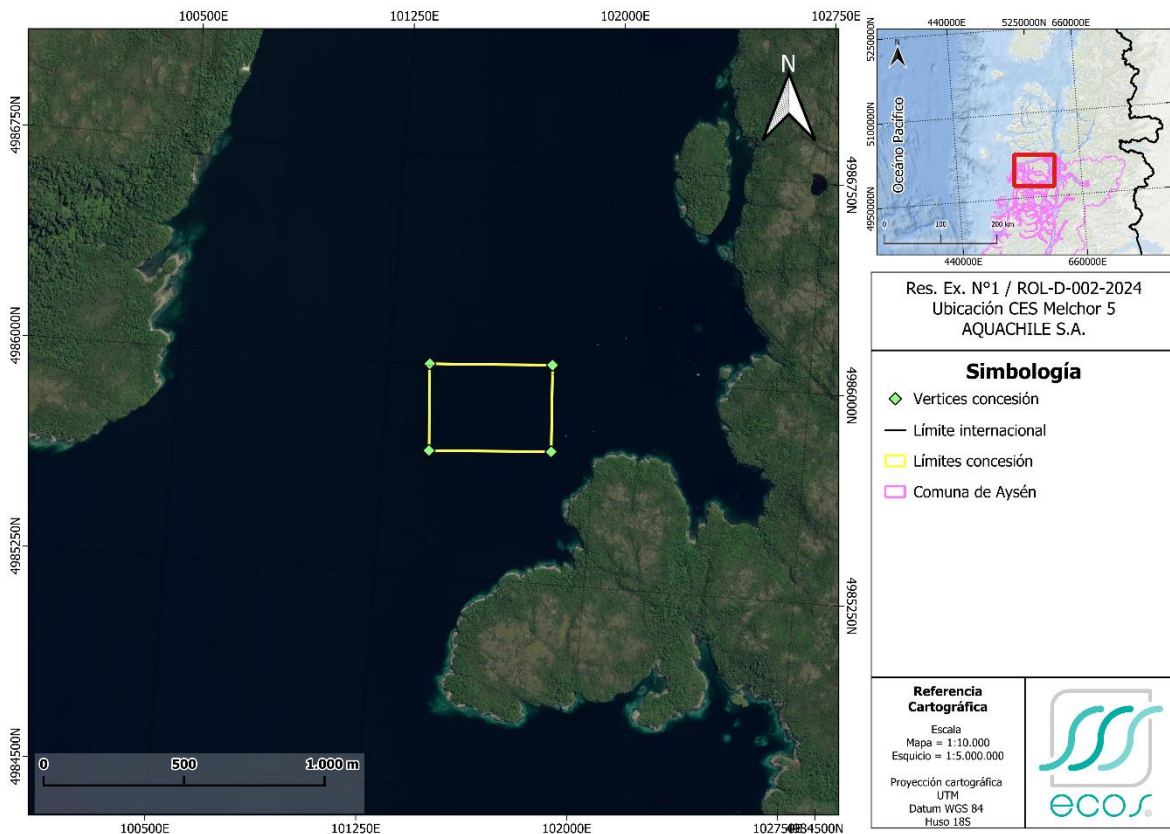 100500E
101250E
102000E
102750E
4986750N
4986000N
4985250N
4984500N
N
4986750N
4986000N
4985250N
0
500
1.000 m
100500E
101250E
102000E
102750E
4984500N
440000E
5250000N
660000E
5250000N
5100000N
4950000N
N
Oceáno Pacífico
0
100
200 km
440000E
660000E
Res. Ex. N°1 / ROL-D-002-2024
Ubicación CES Melchor 5
AQUACHILE S.A.
Simbología
Vertices concesión
Límite internacional
Límites concesión
Comuna de Aysén
Referencia
Cartográfica
Escala
Mapa = 1:10.000
Esquicio = 1:5.000.000
Proyección cartográfica
UTM
Datum WGS 84
Huso 18S
ecos